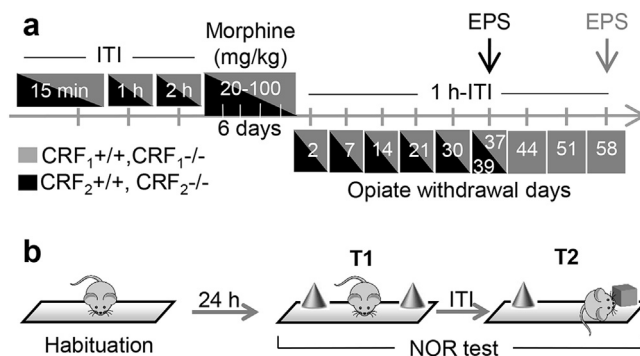 a
ITI
Morphine
(mg/kg)
EPS
EPS
15 min
1 h
2 h
20-100
6 days
1 h-ITI
2
7
14
21
30
37
39
44
51
58
CRF1+/+,CRF1-/-
CRF2+/+, CRF2-/-
Opiate withdrawal days
b
T1
T2
24 h
ITI
Habituation
NOR test